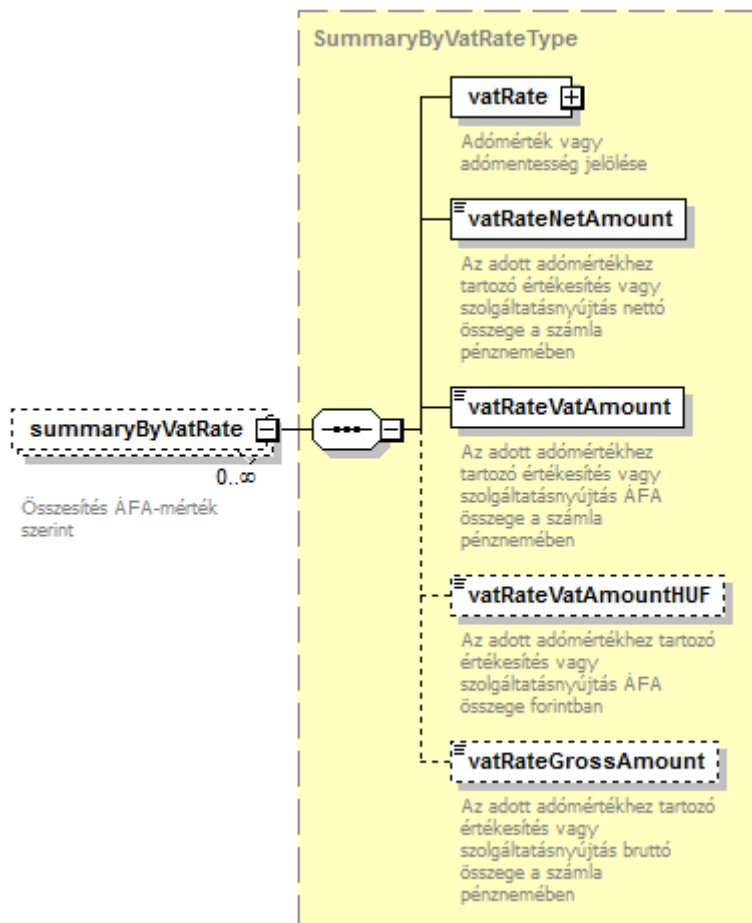 SummaryByVatRateType
vatRate
Adómérték vagy
adómentesség jelölése
vatRateNetAmount
Az adott adómértékhez
tartozó értékesítés vagy
szolgáltatásnyújtás nettó
összege a számla
pénznemében
summaryByVatRate
0..∞
Összesítés ÁFA-mérték
szerint
vatRateVatAmount
Az adott adómértékhez
tartozó értékesítés vagy
szolgáltatásnyújtás ÁFA
összege a számla
pénznemében
vatRateVatAmountHUF
Az adott adómértékhez tartozó
értékesítés vagy
szolgáltatásnyújtás ÁFA
összege forintban
vatRateGrossAmount
Az adott adómértékhez tartozó
értékesítés vagy
szolgáltatásnyújtás bruttó
összege a számla
pénznemében